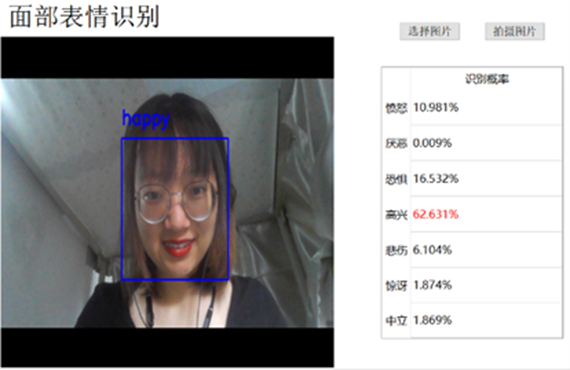 面部表情识别
选择图片 拍摄图片
happy
识别概率
愤怒 10.981%
厌恶 0.009%
恐惧 16.532%
高兴 62.631%
悲伤 6.104%
惊讶 1.874%
中立 1.869%